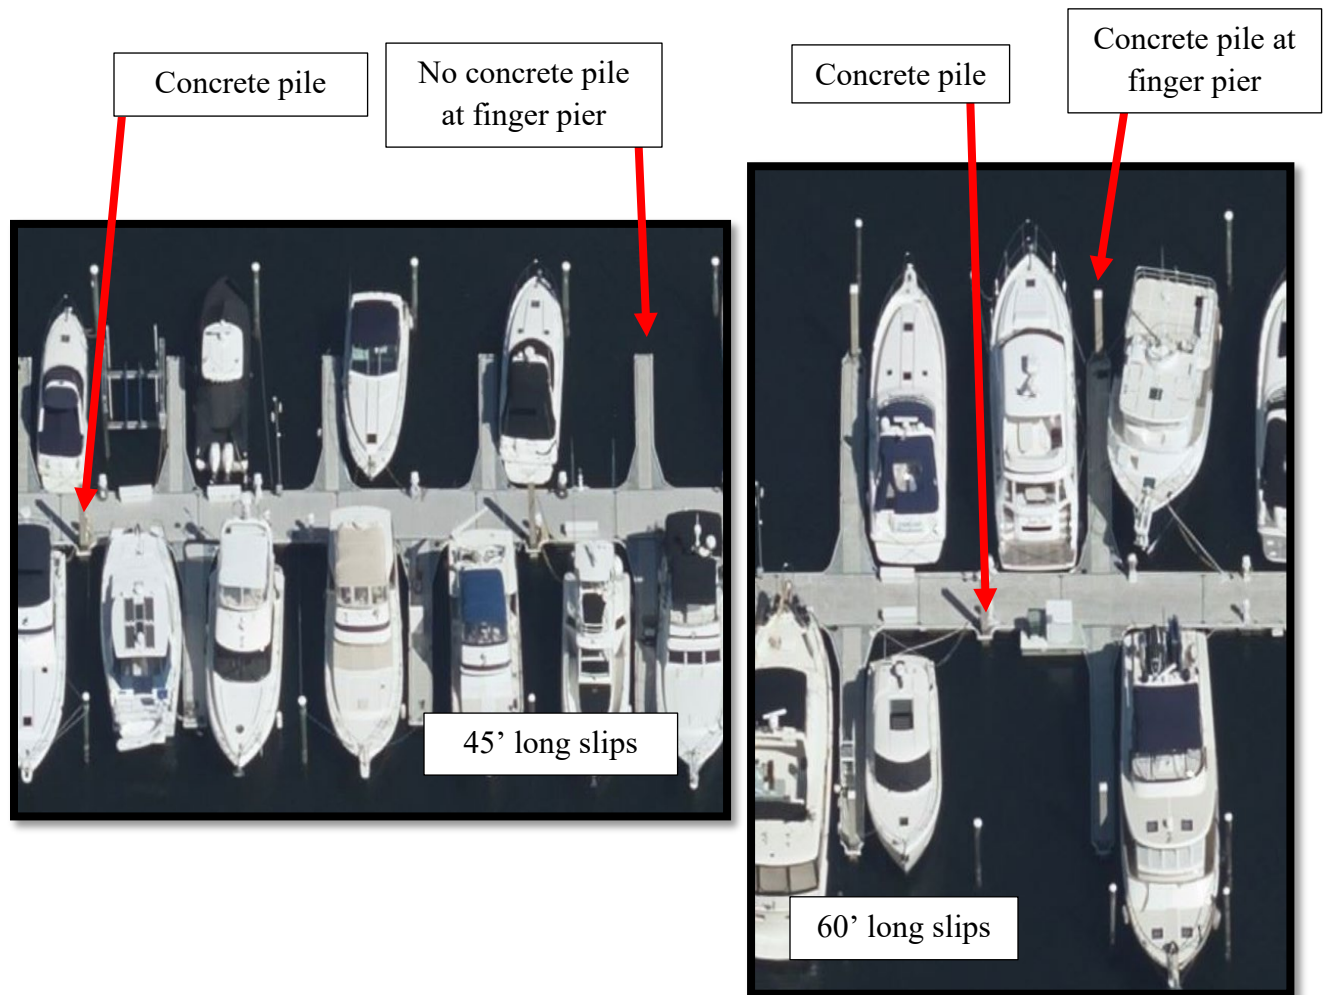 Concrete pile
No concrete pile
at finger pier
Concrete pile
Concrete pile at
finger pier
45’ long slips
60’ long slips